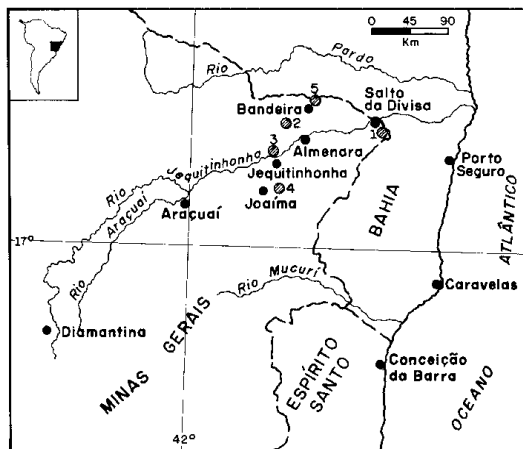 0 45 90
Km
Rio Pardo
5
Bandeira
Salto
da Divisa
2
1
3
Almenara
Rio Jequitinhonha
Jequitinhonha
Porto
Seguro
4
Joaíma
Rio Araçuaí
Araçuaí
BAHIA
ATLÂNTICO
17°
Rio Mucurí
Caravelas
Diamantina
MINAS GERAIS
ESPÍRITO
SANTO
Conceição
da Barra
OCEANO
42°